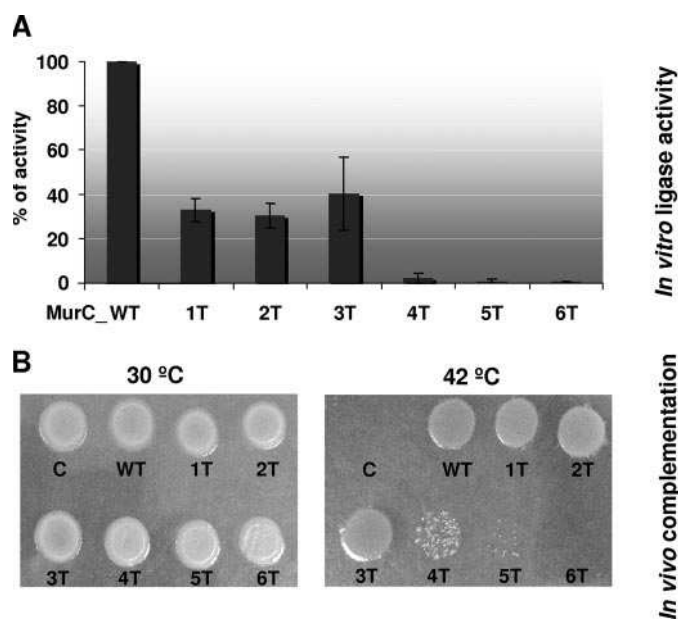 A
% of activity
100
80
60
40
20
0
MurC_WT 1T 2T 3T 4T 5T 6T
In vitro ligase activity
B
30 ºC
42 ºC
C WT 1T 2T
3T 4T 5T 6T
C WT 1T 2T
3T 4T 5T 6T
In vivo complementation